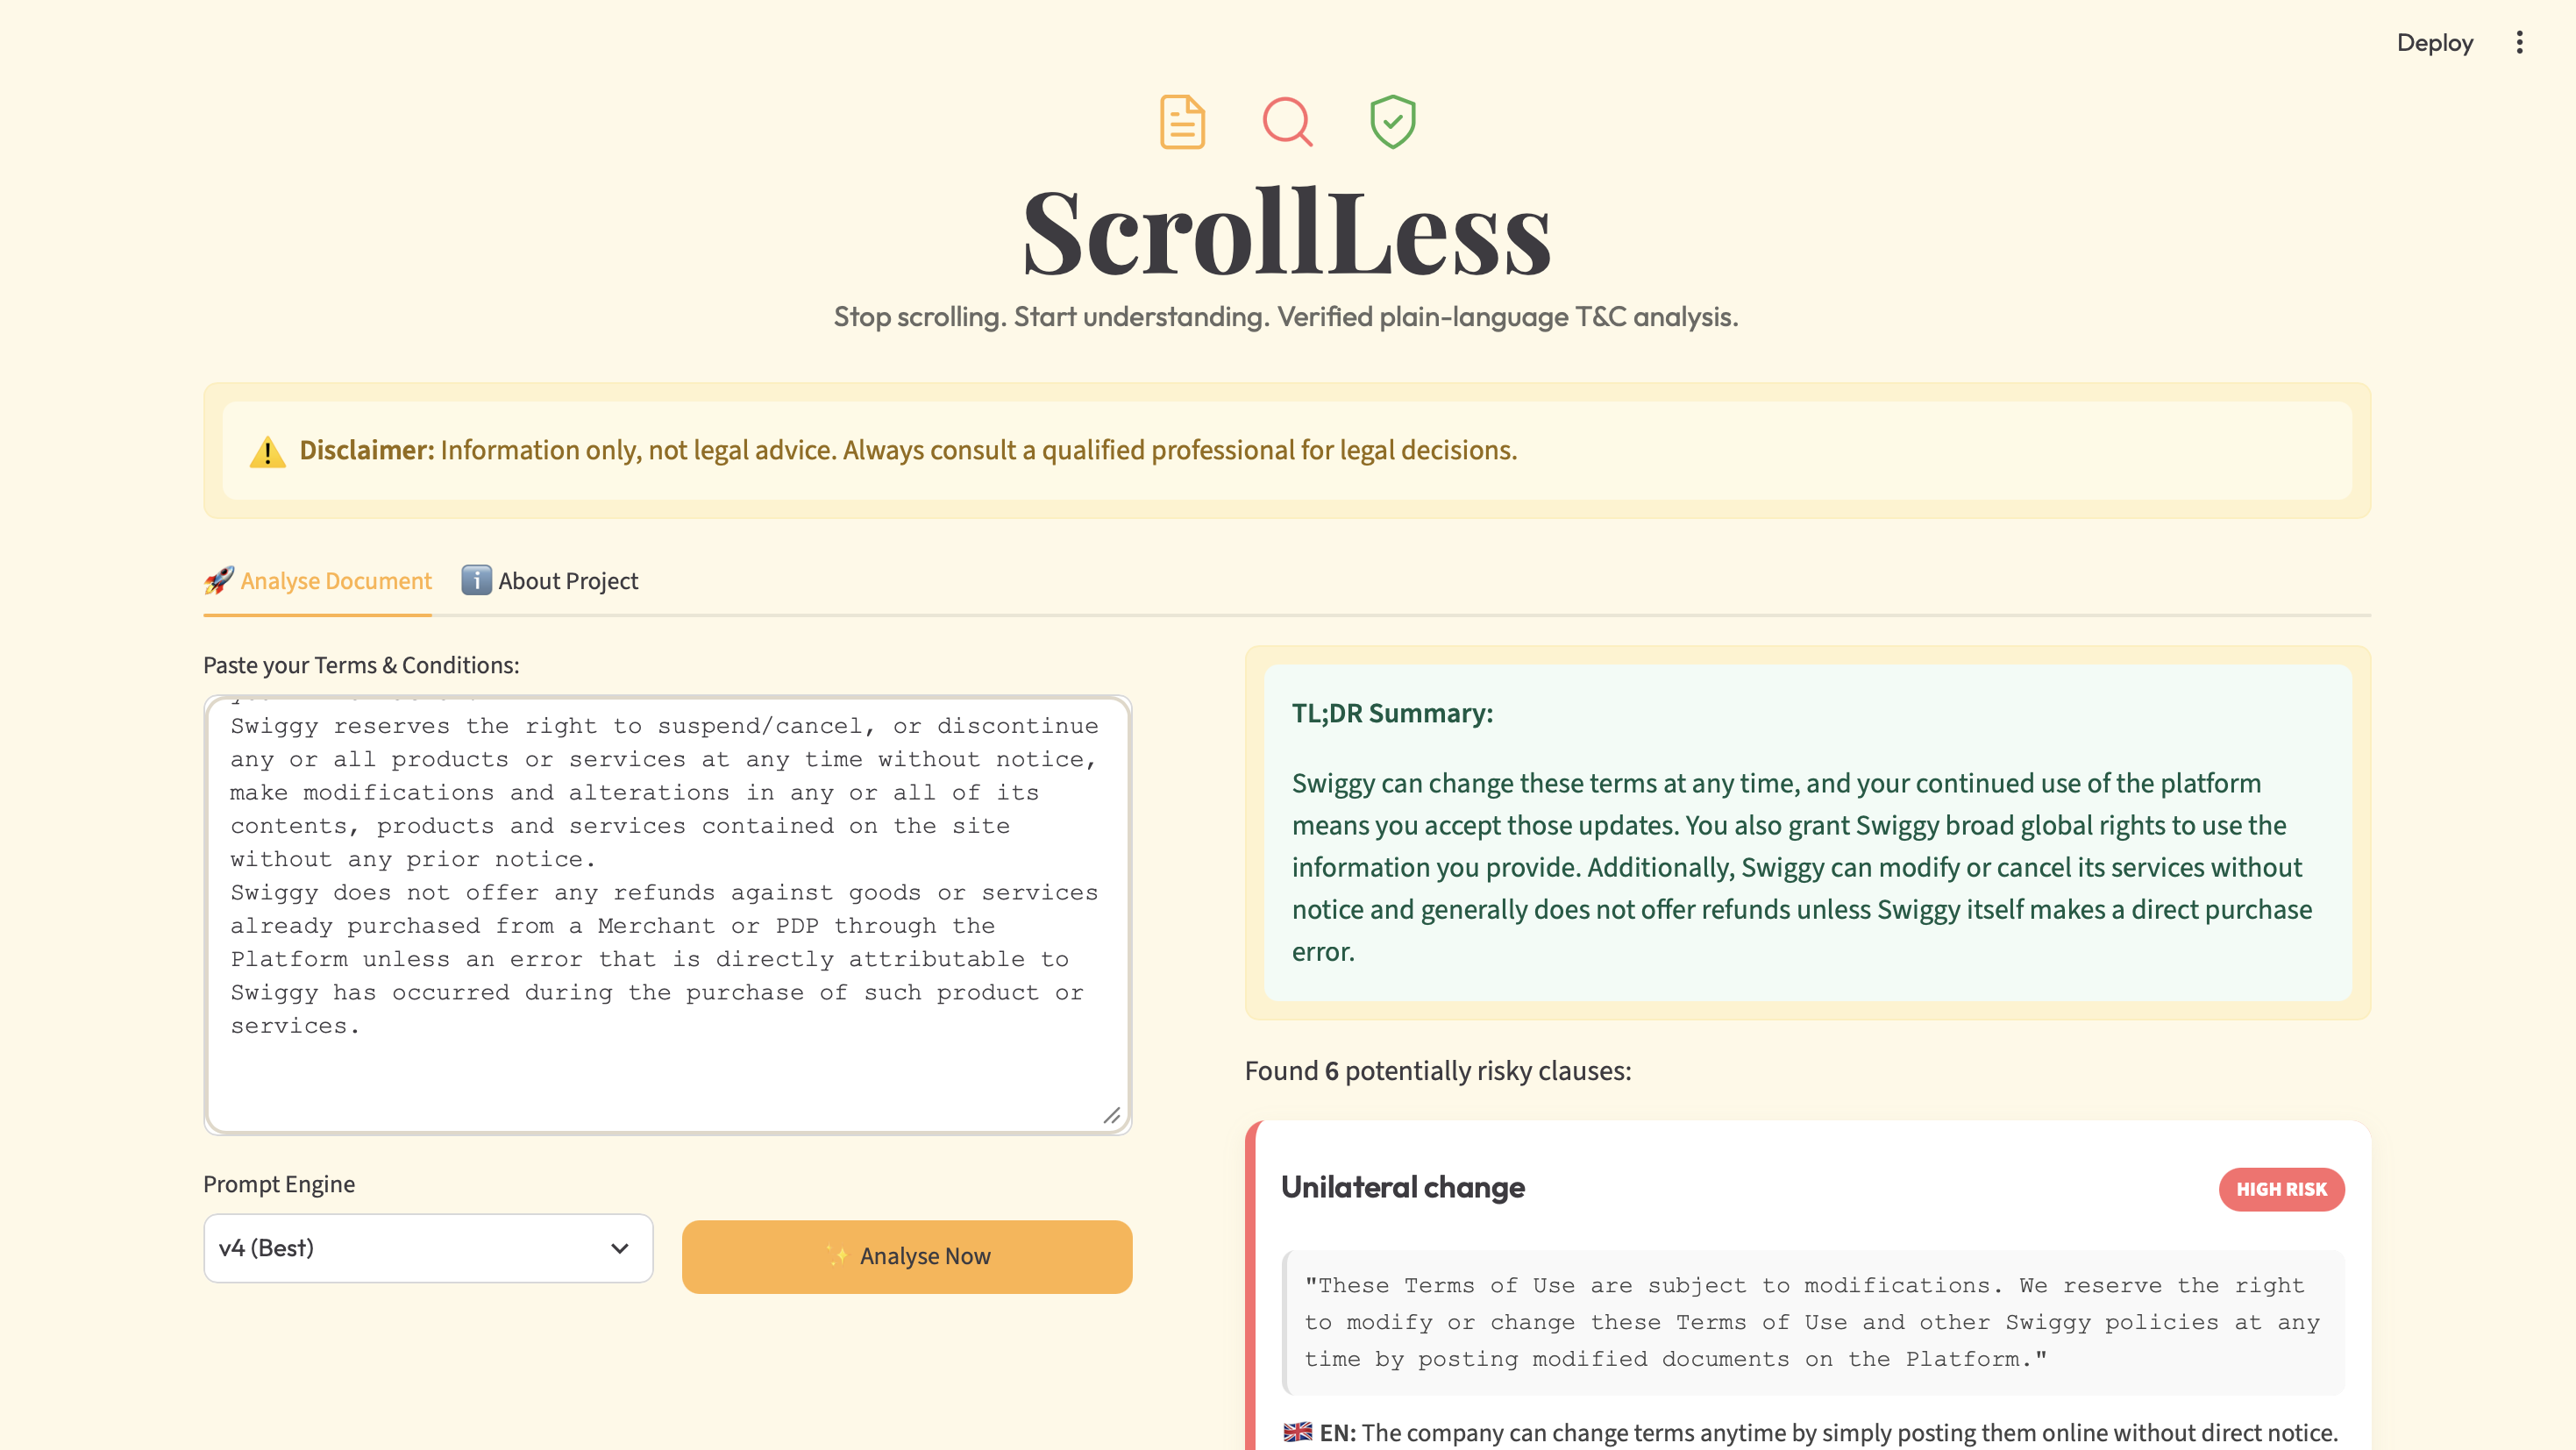 Deploy
ScrollLess
Stop scrolling. Start understanding. Verified plain-language T&C analysis.
Disclaimer: Information only, not legal advice. Always consult a qualified professional for legal decisions.
Analyse Document
About Project
Paste your Terms & Conditions:
Swiggy reserves the right to suspend/cancel, or discontinue
any or all products or services at any time without notice,
make modifications and alterations in any or all of its
contents, products and services contained on the site
without any prior notice.
Swiggy does not offer any refunds against goods or services
already purchased from a Merchant or PDP through the
Platform unless an error that is directly attributable to
Swiggy has occurred during the purchase of such product or
services.
Prompt Engine
v4 (Best)
Analyse Now
TL;DR Summary:
Swiggy can change these terms at any time, and your continued use of the platform
means you accept those updates. You also grant Swiggy broad global rights to use the
information you provide. Additionally, Swiggy can modify or cancel its services without
notice and generally does not offer refunds unless Swiggy itself makes a direct purchase
error.
Found 6 potentially risky clauses:
Unilateral change
HIGH RISK
"These Terms of Use are subject to modifications. We reserve the right
to modify or change these Terms of Use and other Swiggy policies at any
time by posting modified documents on the Platform."
EN: The company can change terms anytime by simply posting them online without direct notice.